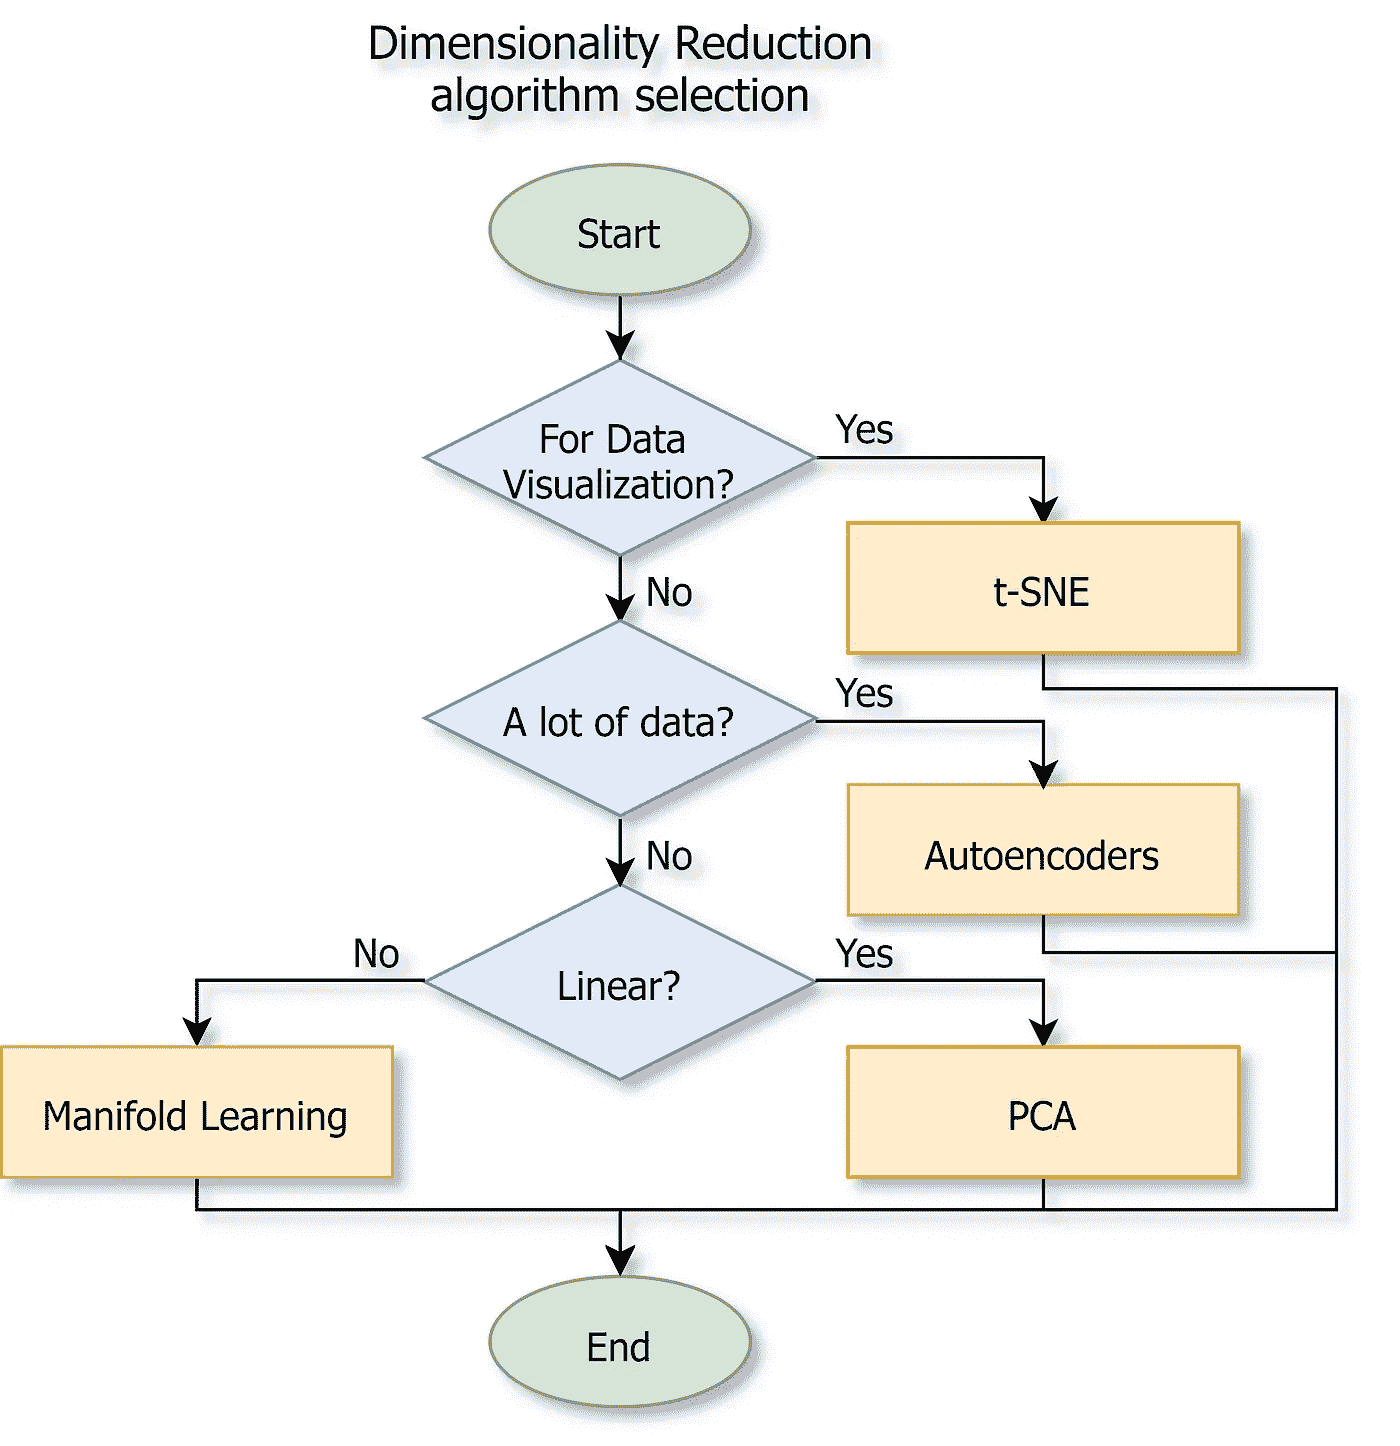 Dimensionality Reduction
algorithm selection
Start
For Data
Visualization?
Yes
t-SNE
No
A lot of data?
Yes
Autoencoders
No
Linear?
No
Yes
Manifold Learning
PCA
End